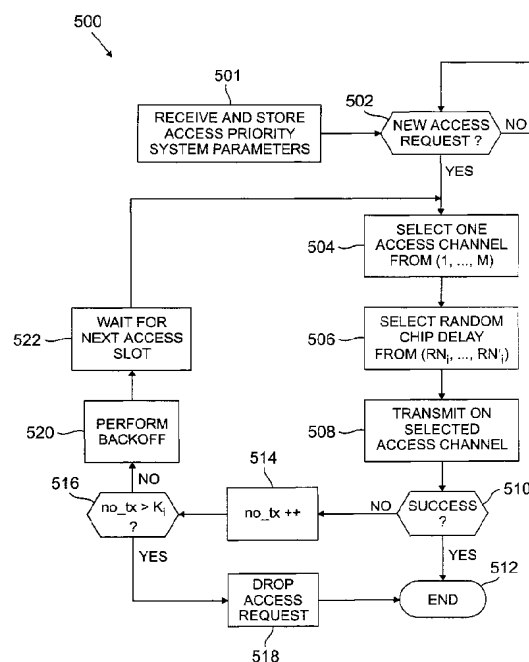 500
501
RECEIVE AND STORE
ACCESS PRIORITY
SYSTEM PARAMETERS
502
NEW ACCESS
REQUEST ?
NO
YES
504
SELECT ONE
ACCESS CHANNEL
FROM (1, ..., M)
522
WAIT FOR
NEXT ACCESS
SLOT
506
SELECT RANDOM
CHIP DELAY
FROM (RNi, ..., RN'i)
520
PERFORM
BACKOFF
508
TRANSMIT ON
SELECTED
ACCESS CHANNEL
516
NO
no_tx > Ki
?
YES
514
no_tx ++
NO
510
SUCCESS
?
YES
DROP
ACCESS
REQUEST
518
512
END